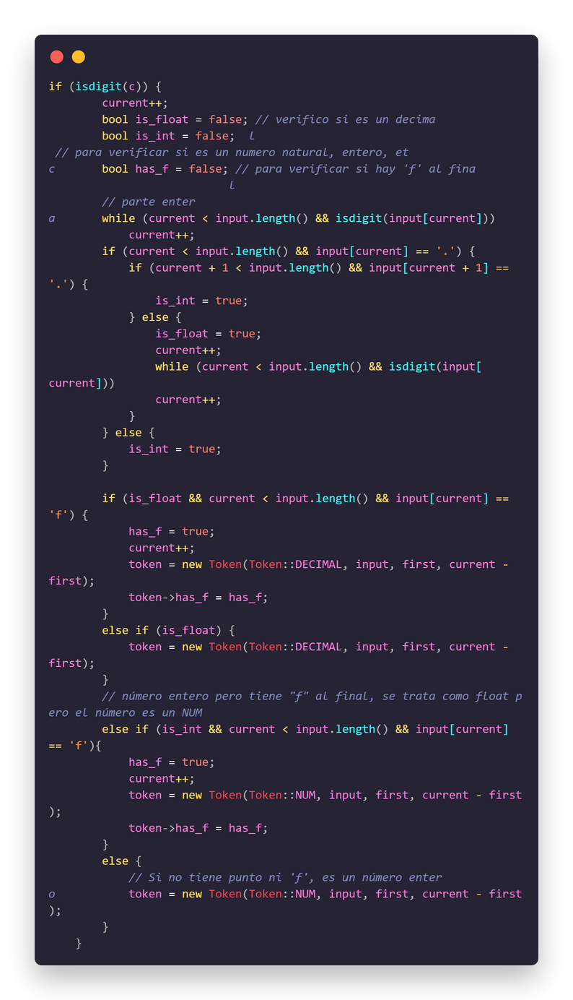 if (isdigit(c)) {
        current++;
        bool is_float = false; // verifico si es un decima
        bool is_int = false;  l
 // para verificar si es un numero natural, entero, et
c       bool has_f = false; // para verificar si hay 'f' al fina
                           l
        // parte enter
a       while (current < input.length() && isdigit(input[current]))
            current++;
        if (current < input.length() && input[current] == '.') {
            if (current + 1 < input.length() && input[current + 1] ==
'.') {
                is_int = true;
            } else {
                is_float = true;
                current++;
                while (current < input.length() && isdigit(input[
current]))
                current++;
            }
        } else {
            is_int = true;
        }

        if (is_float && current < input.length() && input[current] ==
'f') {
            has_f = true;
            current++;
            token = new Token(Token::DECIMAL, input, first, current -
first);
            token->has_f = has_f;
        }
        else if (is_float) {
            token = new Token(Token::DECIMAL, input, first, current -
first);
        }
        // número entero pero tiene "f" al final, se trata como float p
ero el número es un NUM
        else if (is_int && current < input.length() && input[current]
== 'f'){
            has_f = true;
            current++;
            token = new Token(Token::NUM, input, first, current - first
);
            token->has_f = has_f;
        }
        else {
            // Si no tiene punto ni 'f', es un número enter
o           token = new Token(Token::NUM, input, first, current - first
);
        }
    }